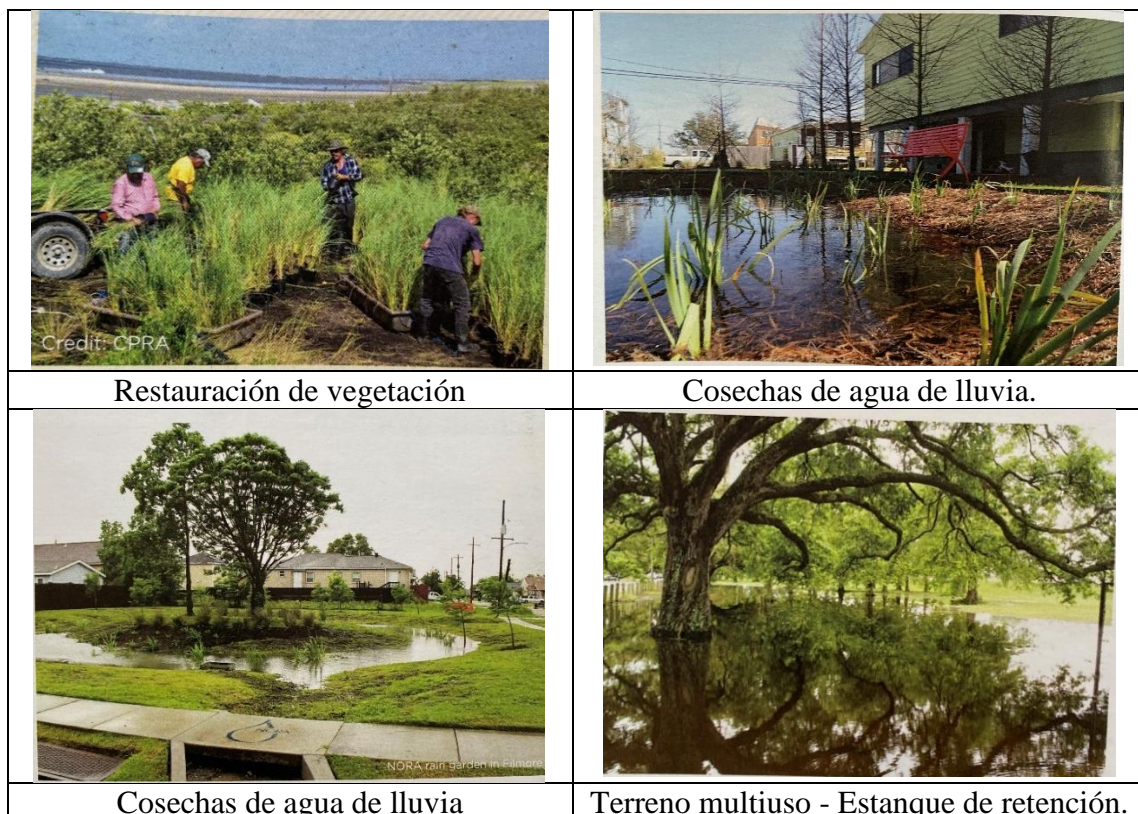 Credit: CPRA
Restauración de vegetación
Cosechas de agua de lluvia.
NORA rain garden in Filmore
Cosechas de agua de lluvia
Terreno multiuso - Estanque de retención.